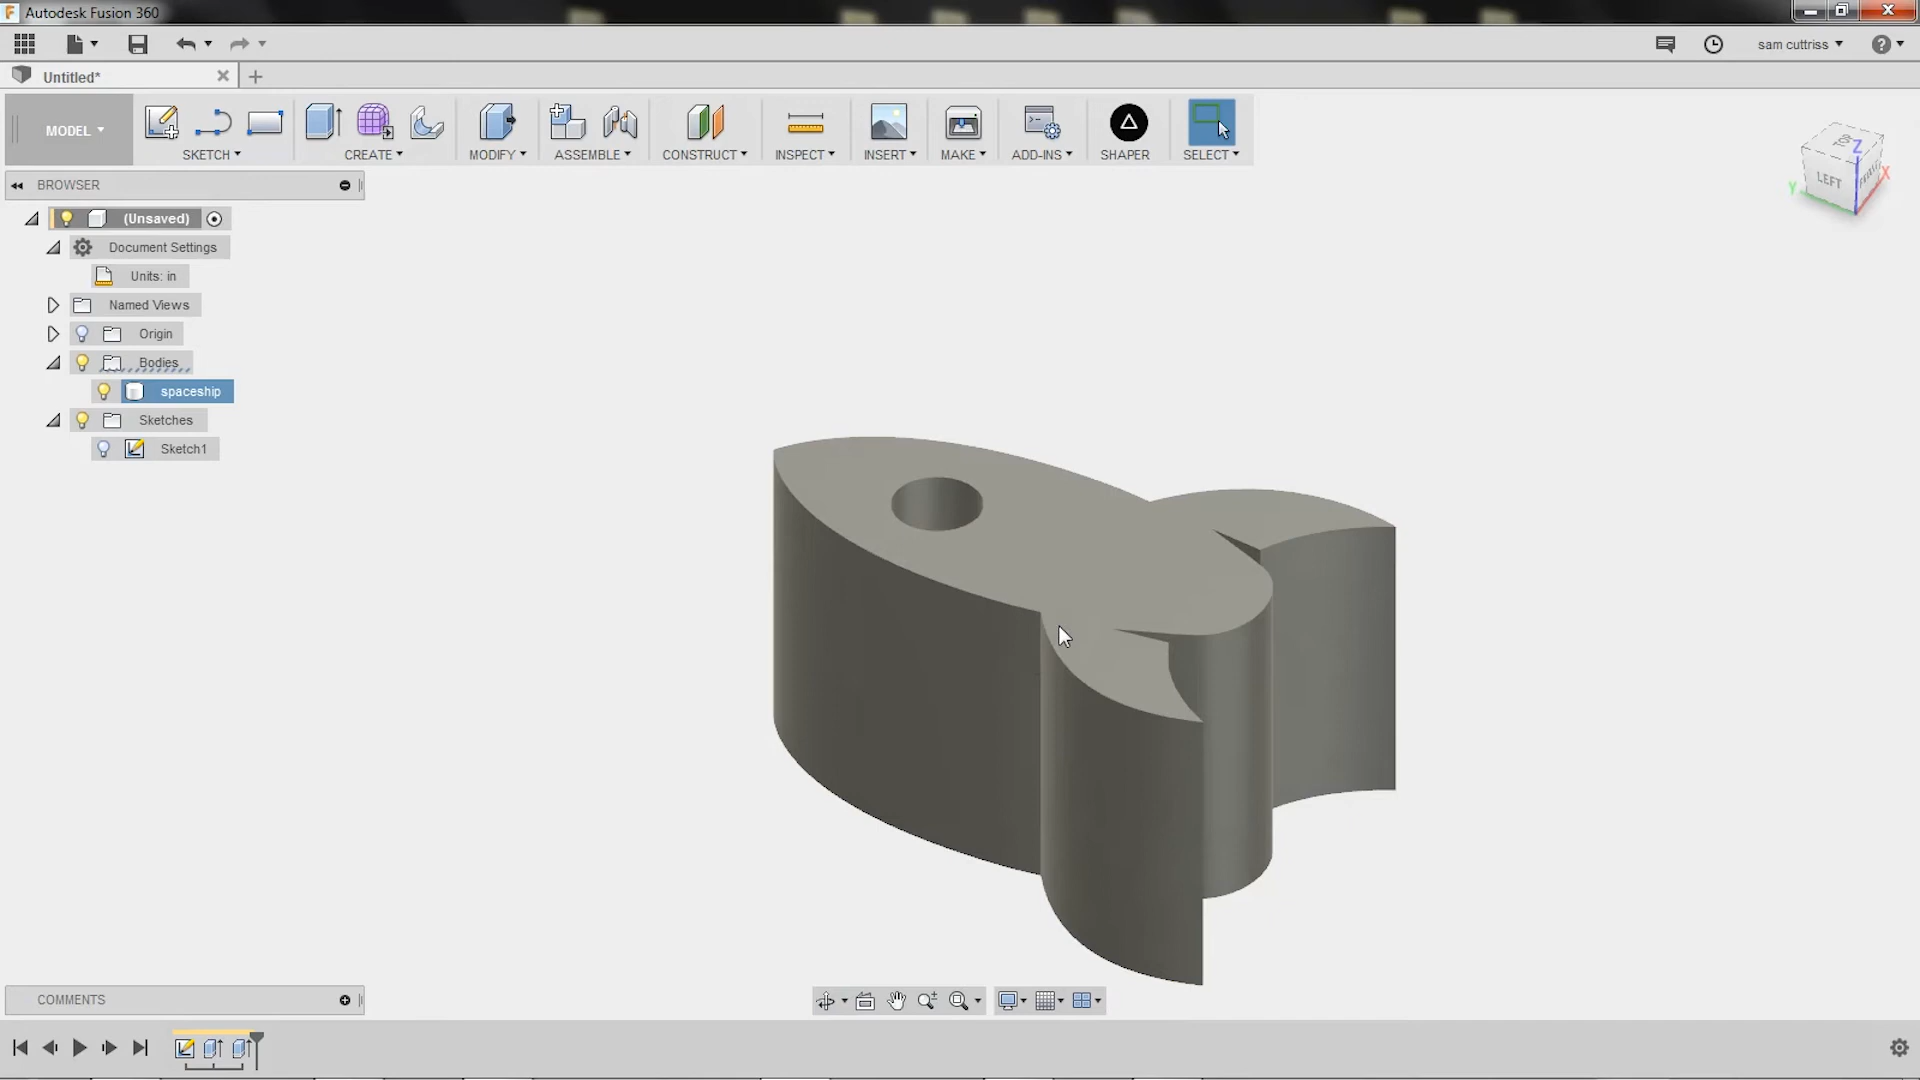 Autodesk Fusion 360
sam cuttriss
Untitled*
MODEL
SKETCH
CREATE
MODIFY
ASSEMBLE
CONSTRUCT
INSPECT
INSERT
MAKE
ADD-INS
SHAPER
SELECT
TOP
Z
LEFT
X
Y
BROWSER
(Unsaved)
Document Settings
Units: in
Named Views
Origin
Bodies
spaceship
Sketches
Sketch1
COMMENTS